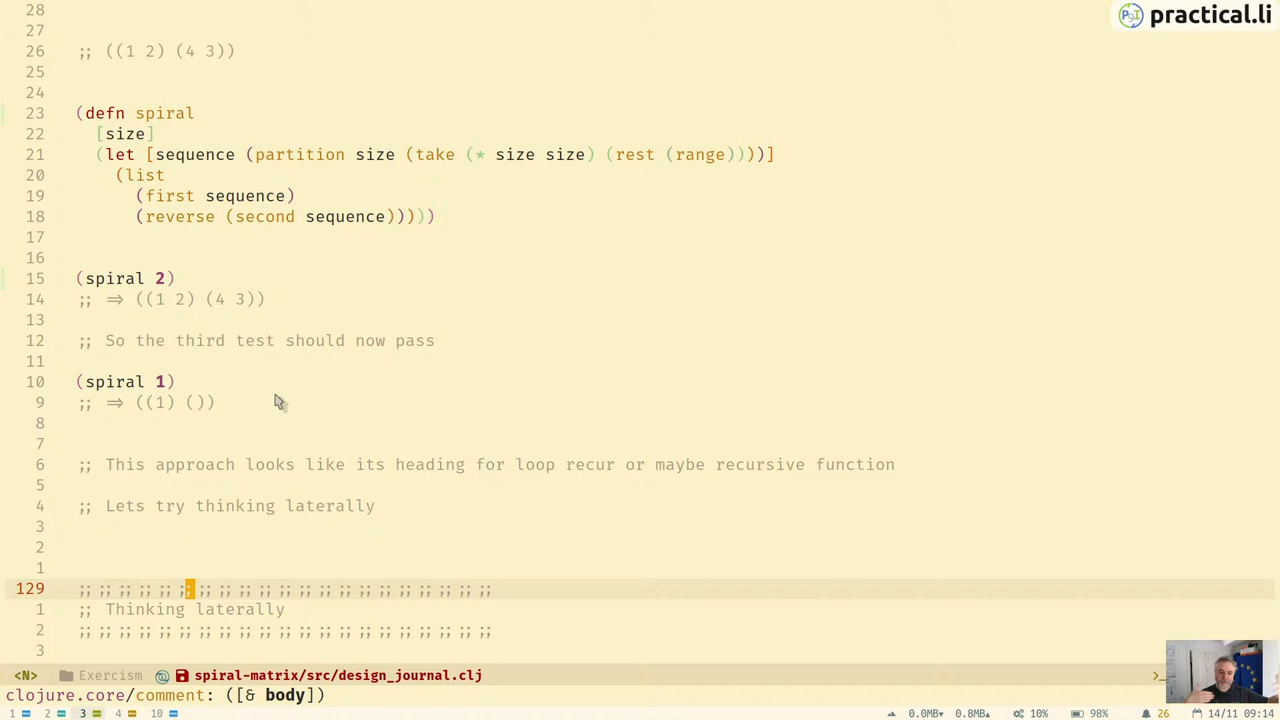 practical.li
28
27
26 ;; ((1 2) (4 3))
25
24
23 (defn spiral
22 [size]
21 (let [sequence (partition size (take (* size size) (rest (range))))]
20 (list
19 (first sequence)
18 (reverse (second sequence)))))
17
16
15 (spiral 2)
14 ;; ⇒ ((1 2) (4 3))
13
12 ;; So the third test should now pass
11
10 (spiral 1)
9 ;; ⇒ ((1) ())
8
7
6 ;; This approach looks like its heading for loop recur or maybe recursive function
5
4 ;; Lets try thinking laterally
3
2
1
129 ;; ;; ;; ;; ;; ;; ;; ;; ;; ;; ;; ;; ;; ;; ;; ;; ;; ;; ;; ;; ;;
1 ;; Thinking laterally
2 ;; ;; ;; ;; ;; ;; ;; ;; ;; ;; ;; ;; ;; ;; ;; ;; ;; ;; ;; ;; ;;
3
<N> Exercism spiral-matrix/src/design_journal.clj
clojure.core/comment: ([& body])
1 2 3 4 10 0.0MB▾ 0.8MB▴ 10% 98% 26 14/11 09:14